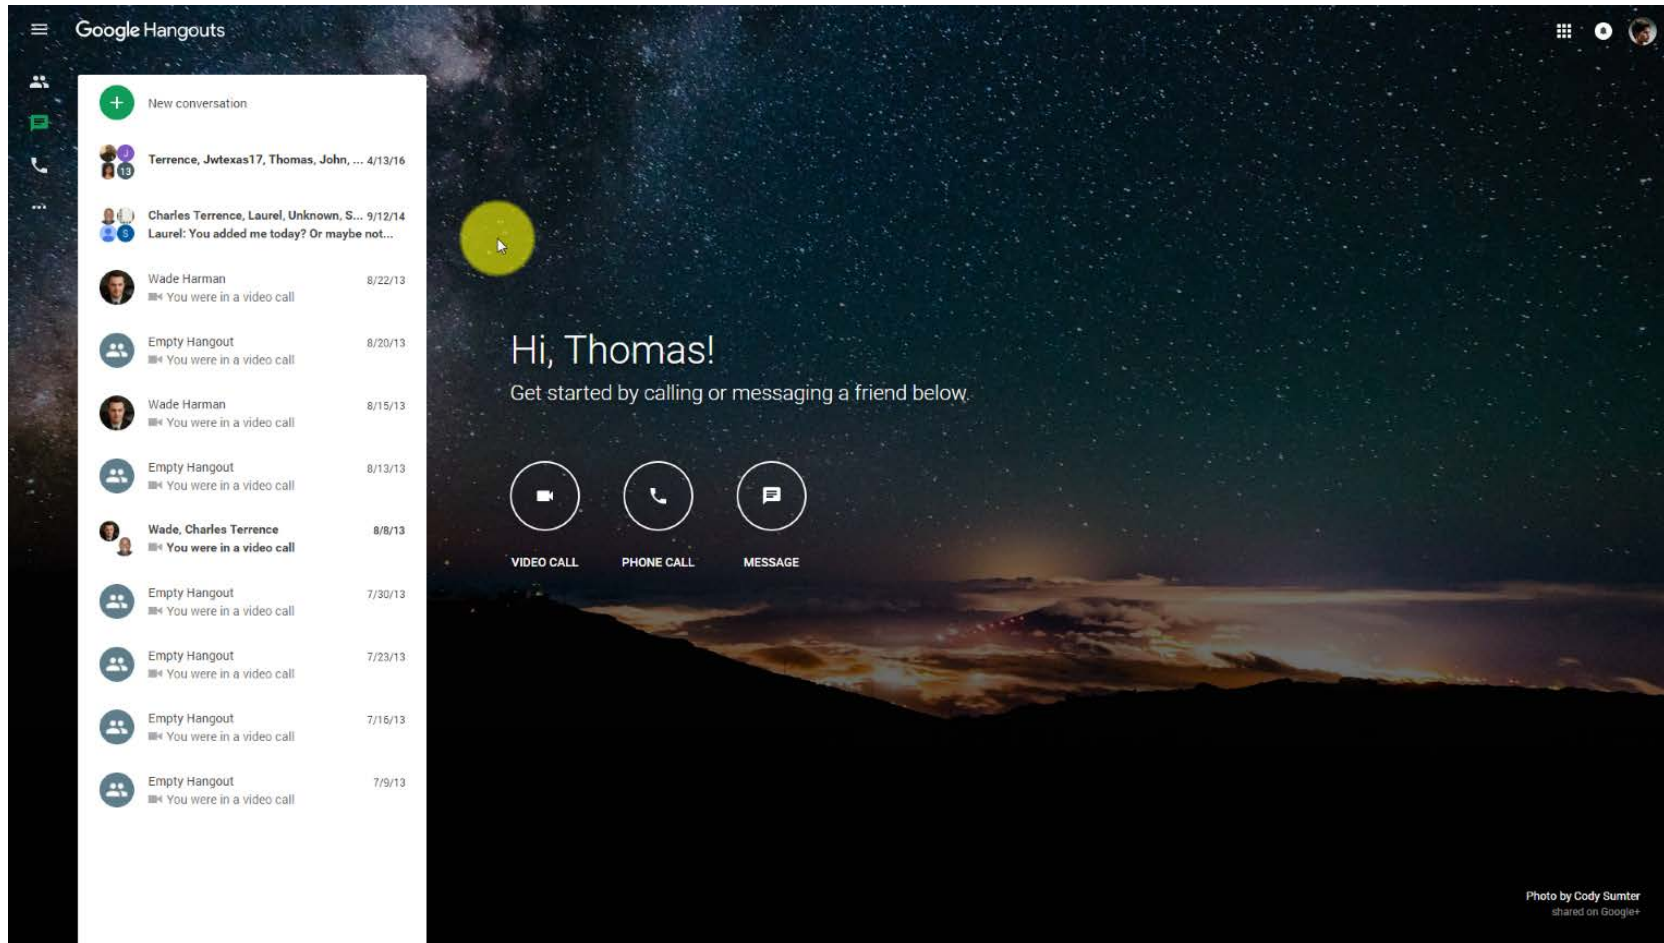 Google Hangouts
New conversation
J
13
Terrence, Jwtexas17, Thomas, John, ... 4/13/16
Charles Terrence, Laurel, Unknown, S... 9/12/14
S
Laurel: You added me today? Or maybe not...
Wade Harman 8/22/13
You were in a video call
Empty Hangout 8/20/13
You were in a video call
Wade Harman 8/15/13
You were in a video call
Empty Hangout 8/13/13
You were in a video call
Wade, Charles Terrence 8/8/13
You were in a video call
Empty Hangout 7/30/13
You were in a video call
Empty Hangout 7/23/13
You were in a video call
Empty Hangout 7/16/13
You were in a video call
Empty Hangout 7/9/13
You were in a video call
Hi, Thomas!
Get started by calling or messaging a friend below.
VIDEO CALL PHONE CALL MESSAGE
Photo by Cody Sumter
shared on Google+